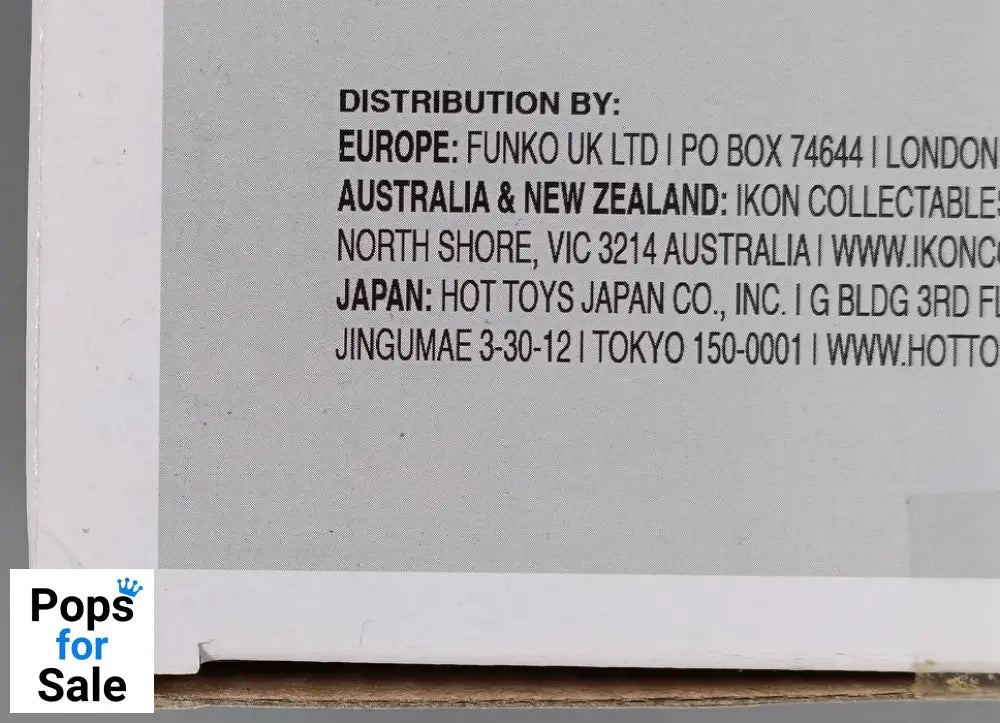 DISTRIBUTION BY:
EUROPE: FUNKO UK LTD | PO BOX 74644 | LONDON
AUSTRALIA & NEW ZEALAND: IKON COLLECTABLES
NORTH SHORE, VIC 3214 AUSTRALIA | WWW.IKONCO
JAPAN: HOT TOYS JAPAN CO., INC. | G BLDG 3RD FL
JINGUMAE 3-30-12 | TOKYO 150-0001 | WWW.HOTTO
Pops
for
Sale